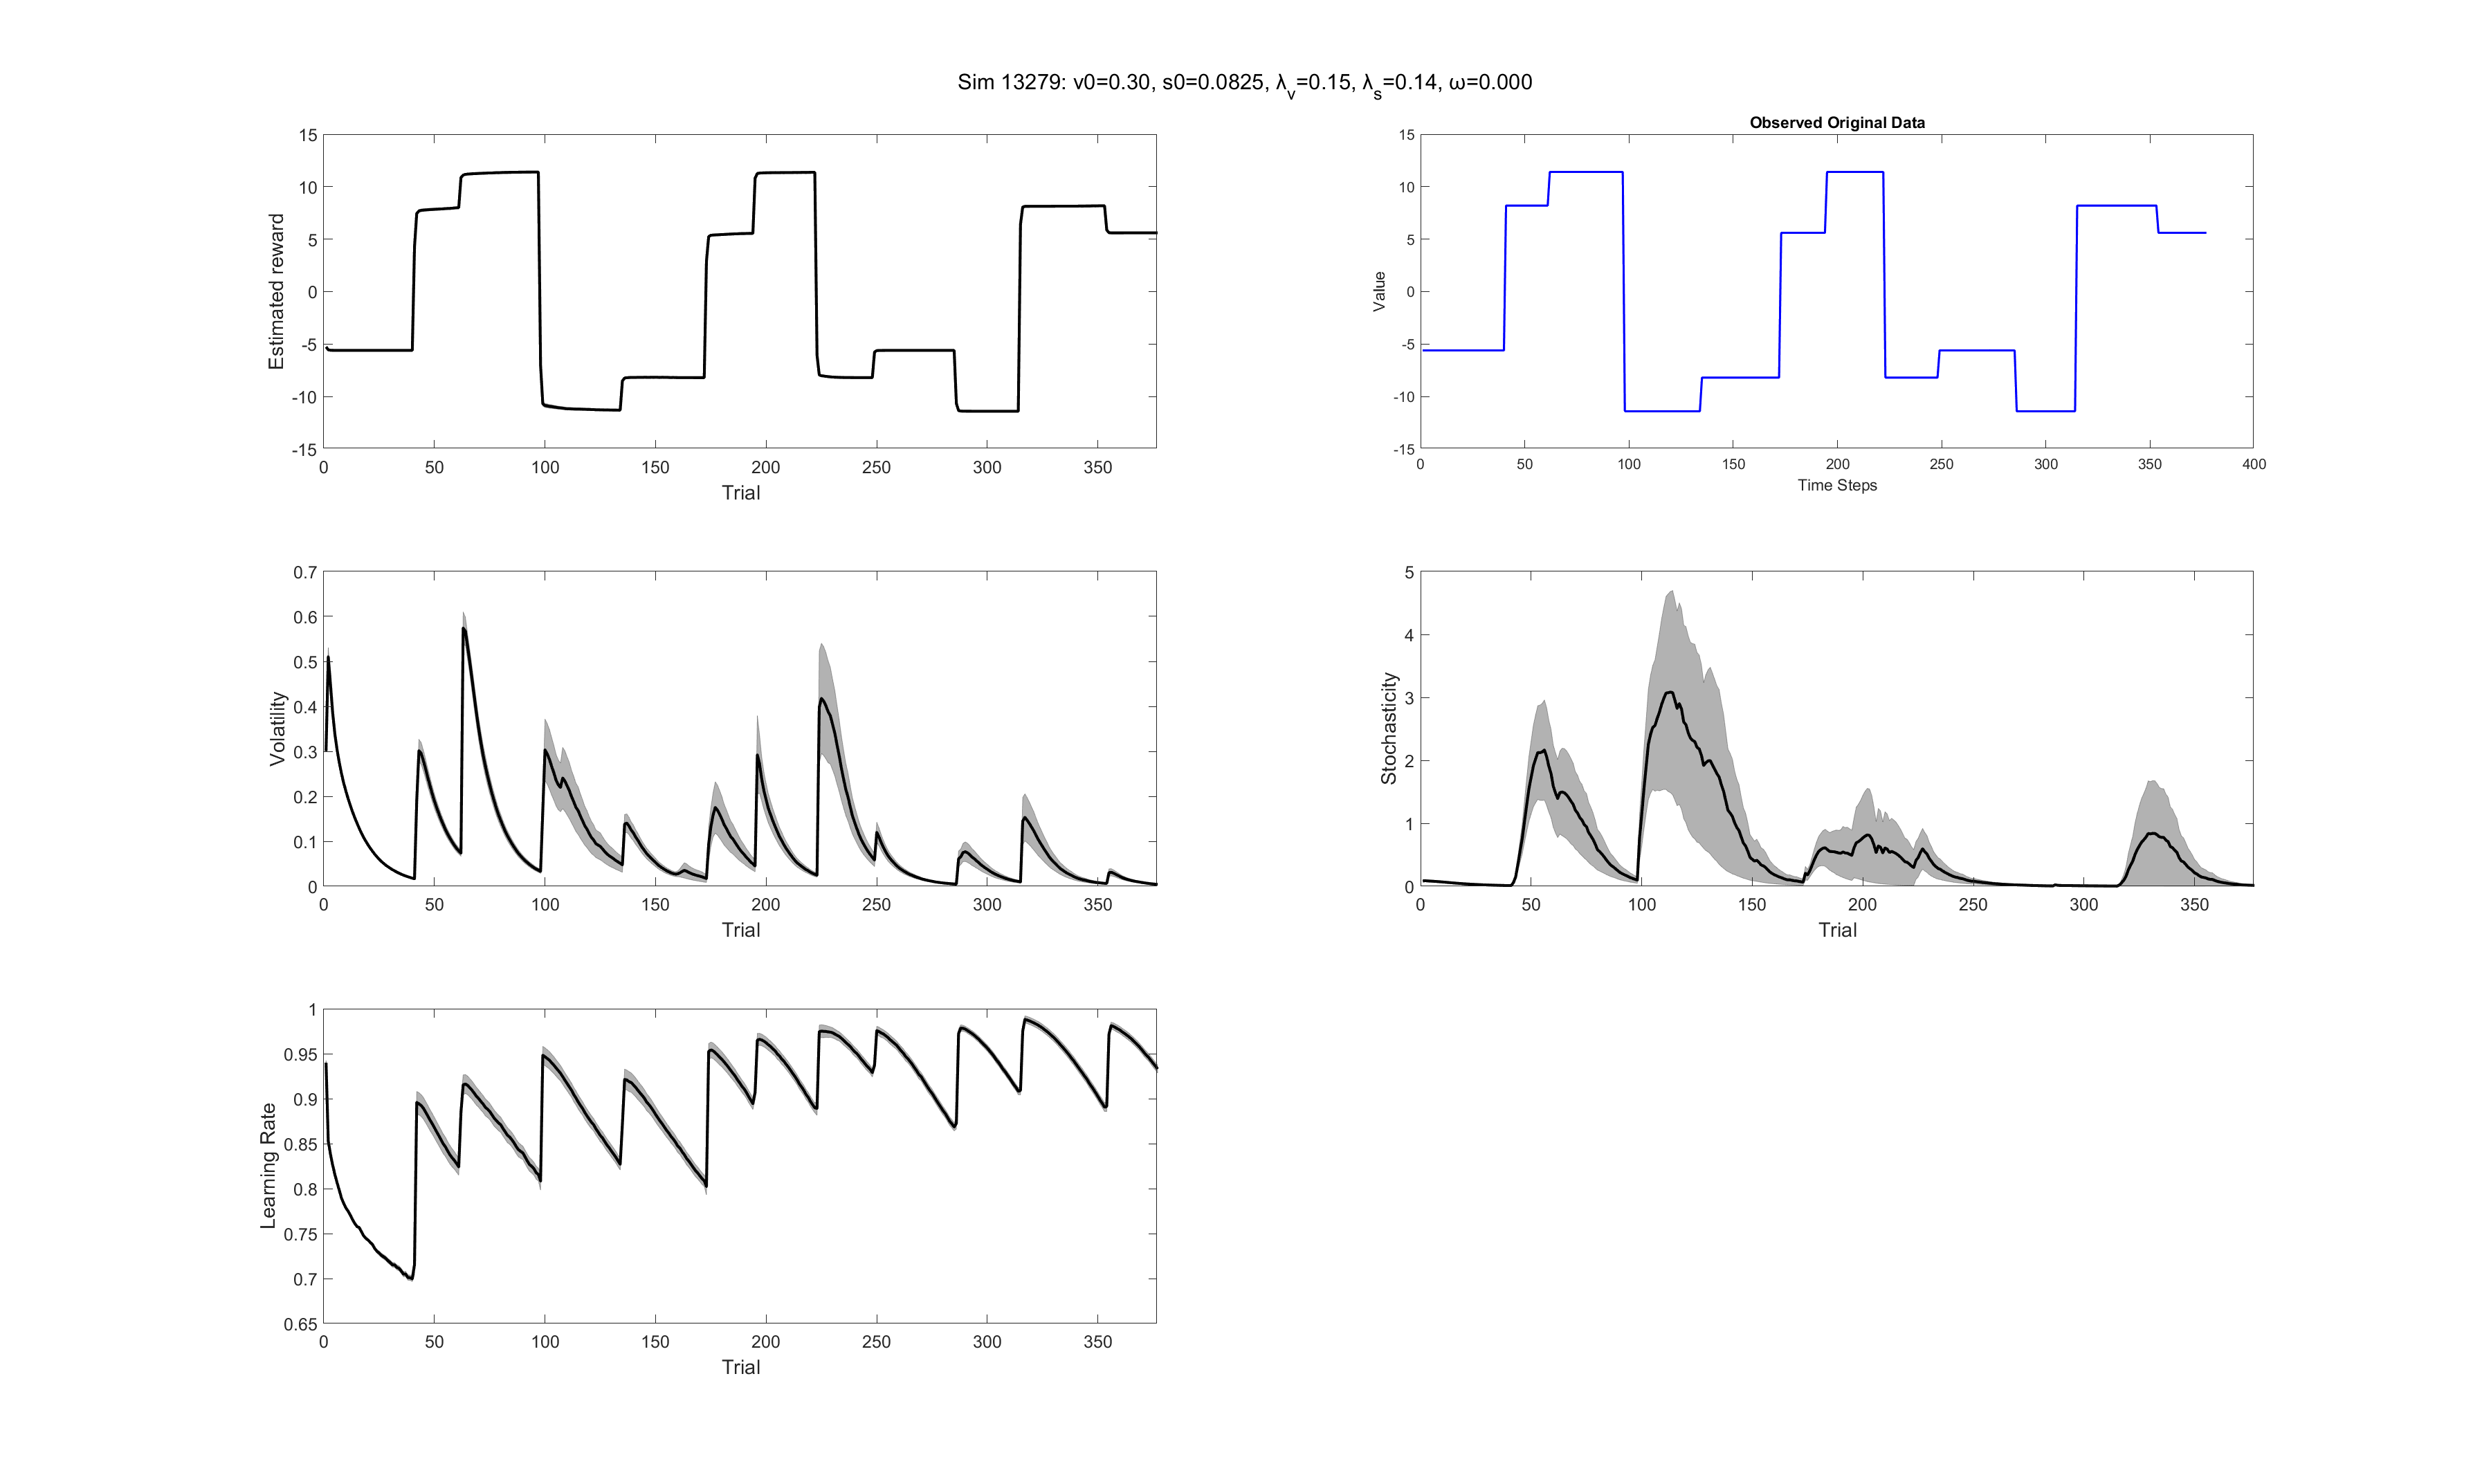 Sim 13279: v0=0.30, s0=0.0825, λv=0.15, λs=0.14, ω=0.000
15
10
5
0
-5
-10
-15
Estimated reward
0 50 100 150 200 250 300 350
Trial
Observed Original Data
15
10
5
0
-5
-10
-15
Value
0 50 100 150 200 250 300 350 400
Time Steps
0.7
0.6
0.5
0.4
0.3
0.2
0.1
0
Volatility
0 50 100 150 200 250 300 350
Trial
5
4
3
2
1
0
Stochasticity
0 50 100 150 200 250 300 350
Trial
1
0.95
0.9
0.85
0.8
0.75
0.7
0.65
Learning Rate
0 50 100 150 200 250 300 350
Trial